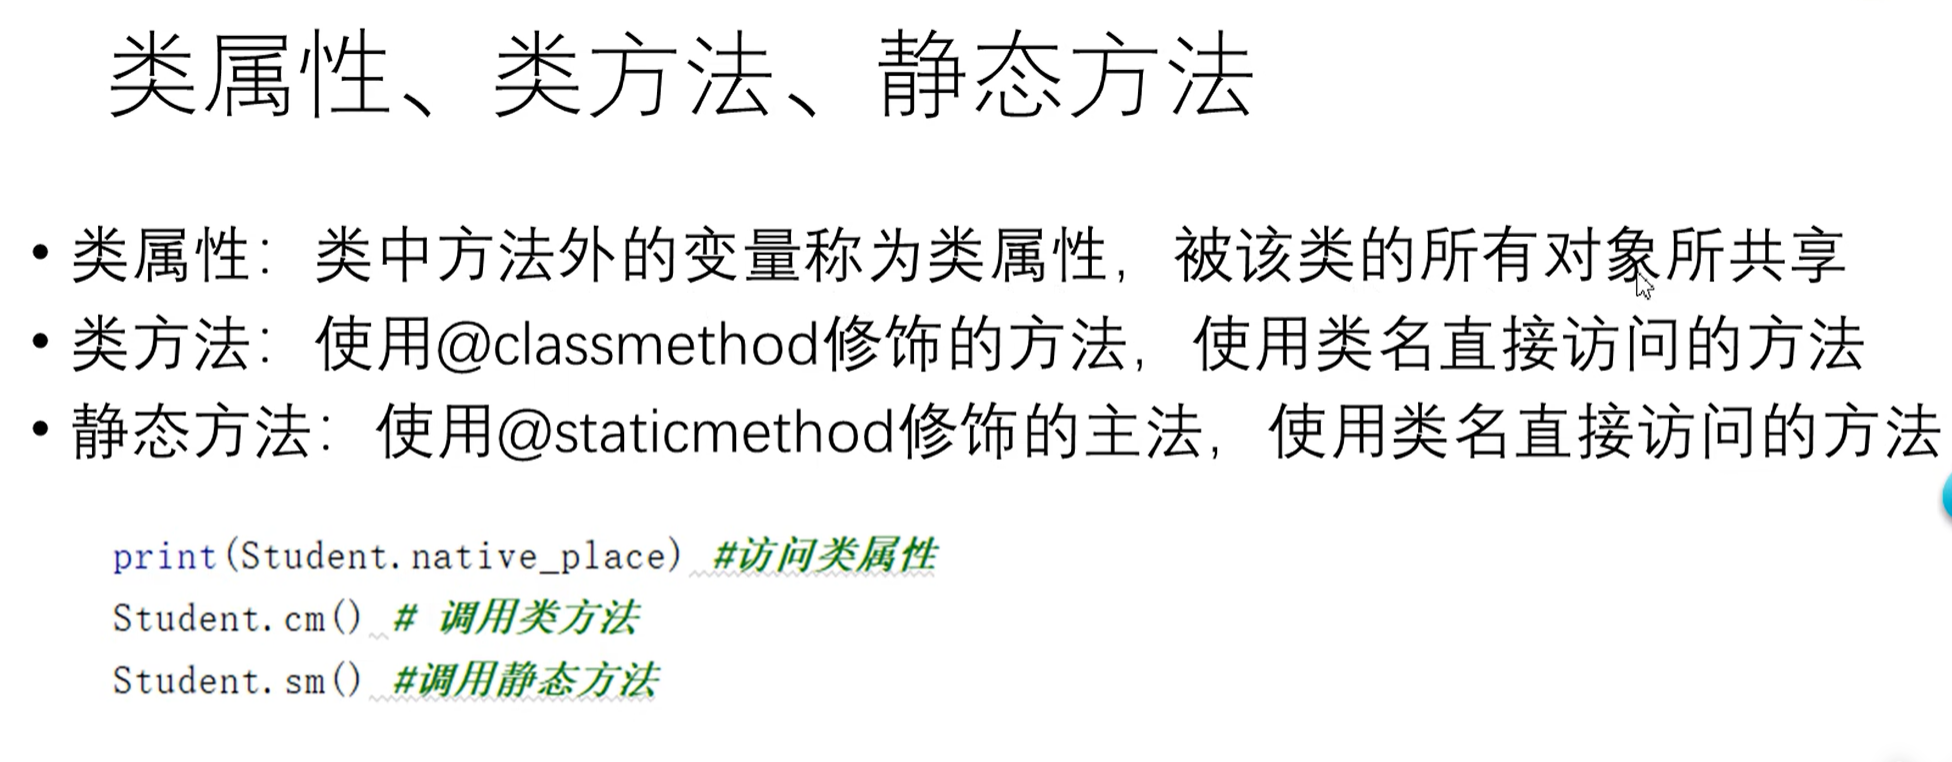 类属性、类方法、静态方法
• 类属性：类中方法外的变量称为类属性，被该类的所有对象所共享
• 类方法：使用@classmethod修饰的方法，使用类名直接访问的方法
• 静态方法：使用@staticmethod修饰的主法，使用类名直接访问的方法
print(Student.native_place) #访问类属性
Student.cm() # 调用类方法
Student.sm() #调用静态方法